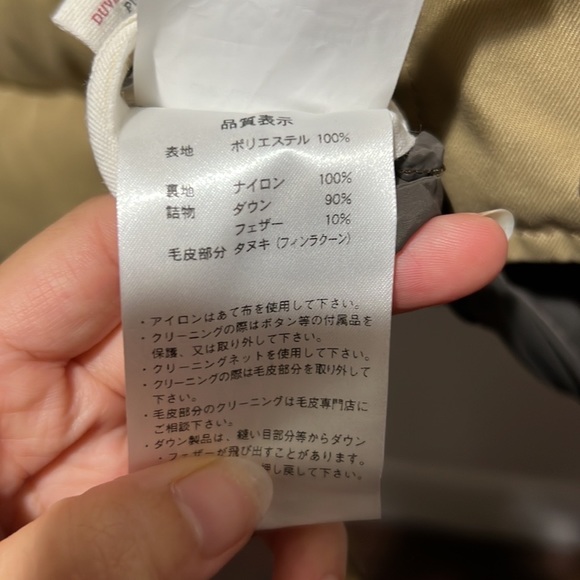 DUV
品質表示
表地 ポリエステル 100%
裏地 ナイロン 100%
詰物 ダウン 90%
フェザー 10%
毛皮部分 タヌキ（フィンラクーン）
・アイロンはあて布を使用して下さい。
・クリーニングの際はボタン等の付属品を
保護、又は取り外して下さい。
・クリーニングネットを使用して下さい。
・クリーニングの際は毛皮部分を取り外して
下さい。
・毛皮部分のクリーニングは毛皮専門店に
ご相談下さい。
・ダウン製品は、縫い目部分等からダウン
・フェザーが飛び出すことがあります。
押し戻して下さい。